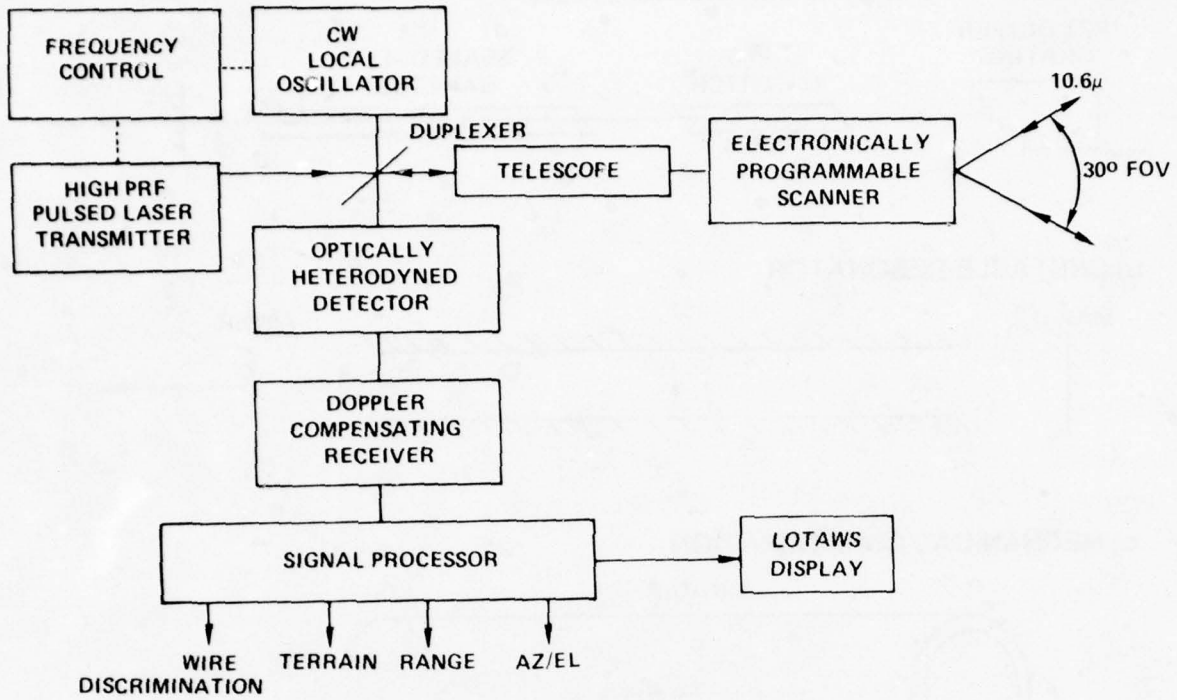 FREQUENCY
CONTROL
CW
LOCAL
OSCILLATOR
DUPLEXER
HIGH PRF
PULSED LASER
TRANSMITTER
TELESCOPE
ELECTRONICALLY
PROGRAMMABLE
SCANNER
10.6μ
30º FOV
OPTICALLY
HETERODYNED
DETECTOR
DOPPLER
COMPENSATING
RECEIVER
SIGNAL PROCESSOR
LOTAWS
DISPLAY
WIRE
DISCRIMINATION
TERRAIN
RANGE
AZ/EL